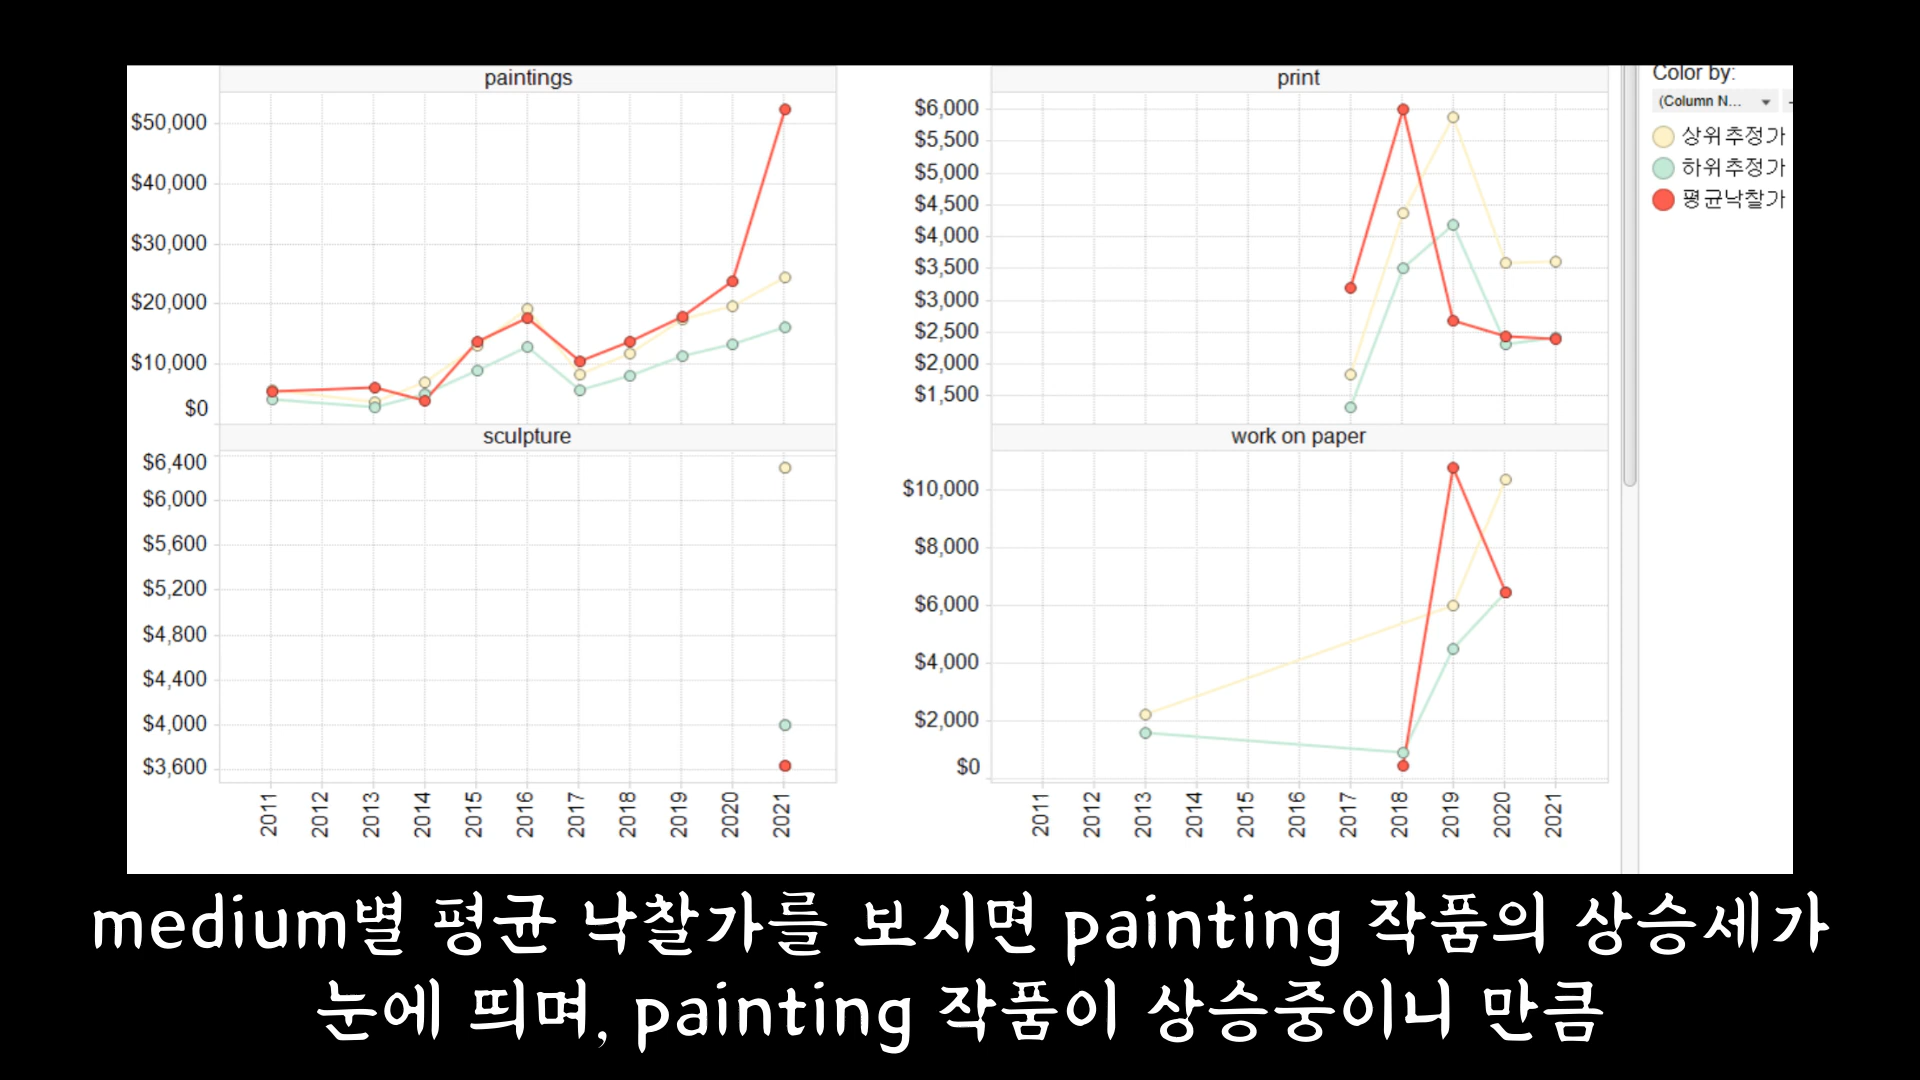 paintings
$50,000
$40,000
$30,000
$20,000
$10,000
$0
print
$6,000
$5,500
$5,000
$4,500
$4,000
$3,500
$3,000
$2,500
$2,000
$1,500
sculpture
$6,400
$6,000
$5,600
$5,200
$4,800
$4,400
$4,000
$3,600
2011 2012 2013 2014 2015 2016 2017 2018 2019 2020 2021
work on paper
$10,000
$8,000
$6,000
$4,000
$2,000
$0
2011 2012 2013 2014 2015 2016 2017 2018 2019 2020 2021
Color by:
(Column N...
상위추정가
하위추정가
평균낙찰가
medium별 평균 낙찰가를 보시면 painting 작품의 상승세가
눈에 띄며, painting 작품이 상승중이니 만큼